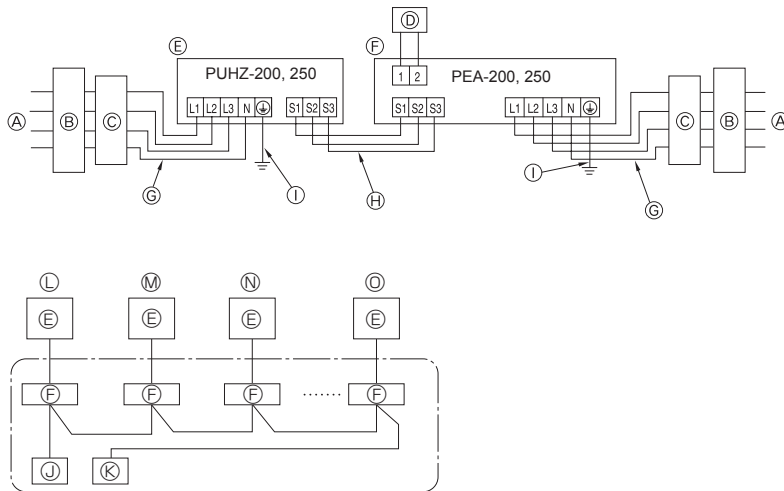 Ⓓ
Ⓔ Ⓕ
PUHZ-200, 250 1 2 PEA-200, 250
L1 L2 L3 N S1 S2 S3 S1 S2 S3 L1 L2 L3 N
Ⓐ Ⓑ Ⓒ Ⓒ Ⓑ Ⓐ
Ⓖ Ⓘ Ⓗ Ⓘ Ⓖ
Ⓛ Ⓜ Ⓝ Ⓞ
Ⓔ Ⓔ Ⓔ Ⓔ
Ⓕ Ⓕ Ⓕ ....... Ⓕ
Ⓙ Ⓚ